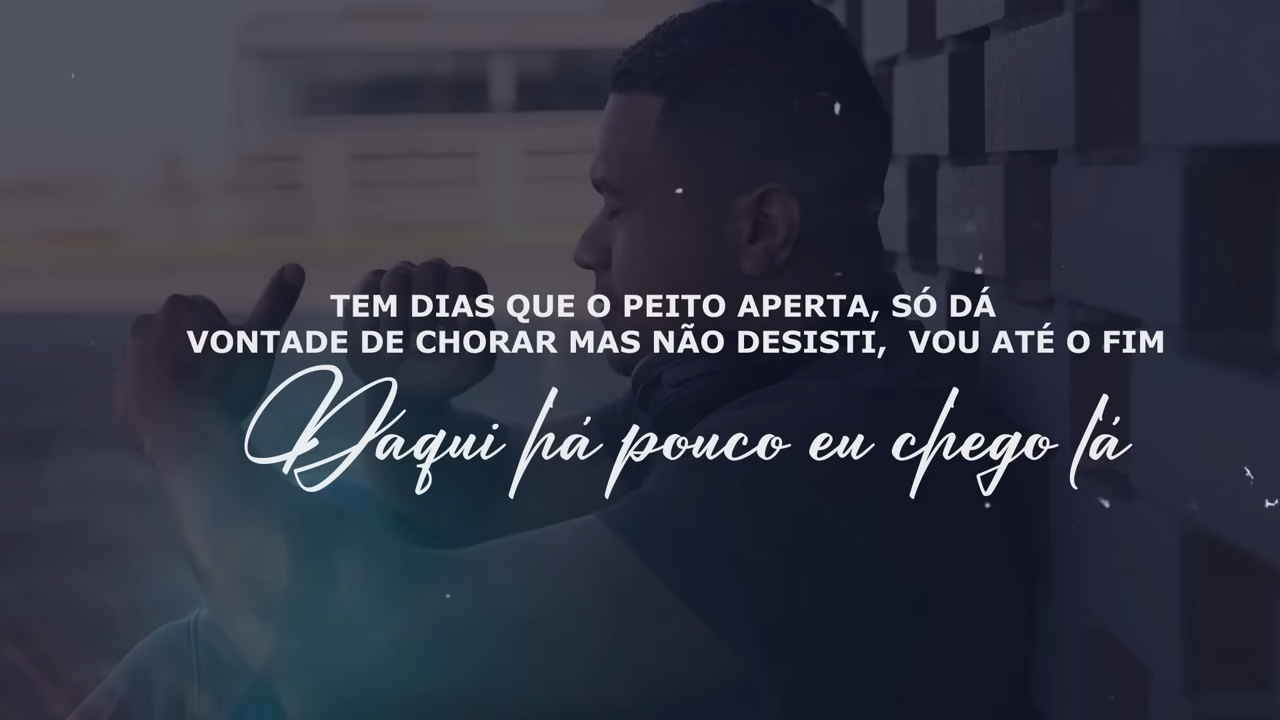 TEM DIAS QUE O PEITO APERTA, SÓ DÁ
VONTADE DE CHORAR MAS NÃO DESISTI,  VOU ATÉ O FIM
Daqui há pouco eu chego lá